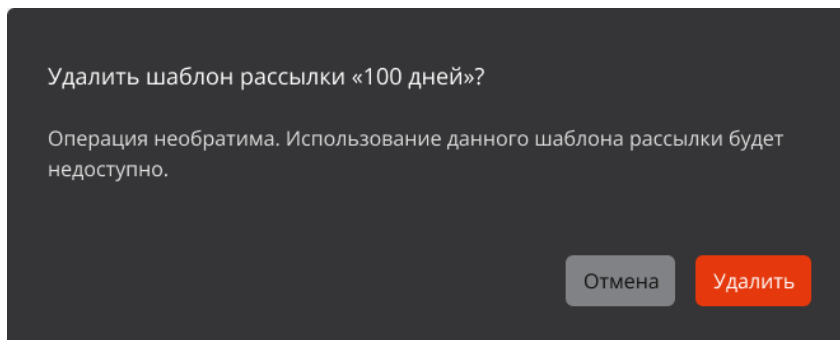 Удалить шаблон рассылки «100 дней»?
Операция необратима. Использование данного шаблона рассылки будет
недоступно.
Отмена
Удалить